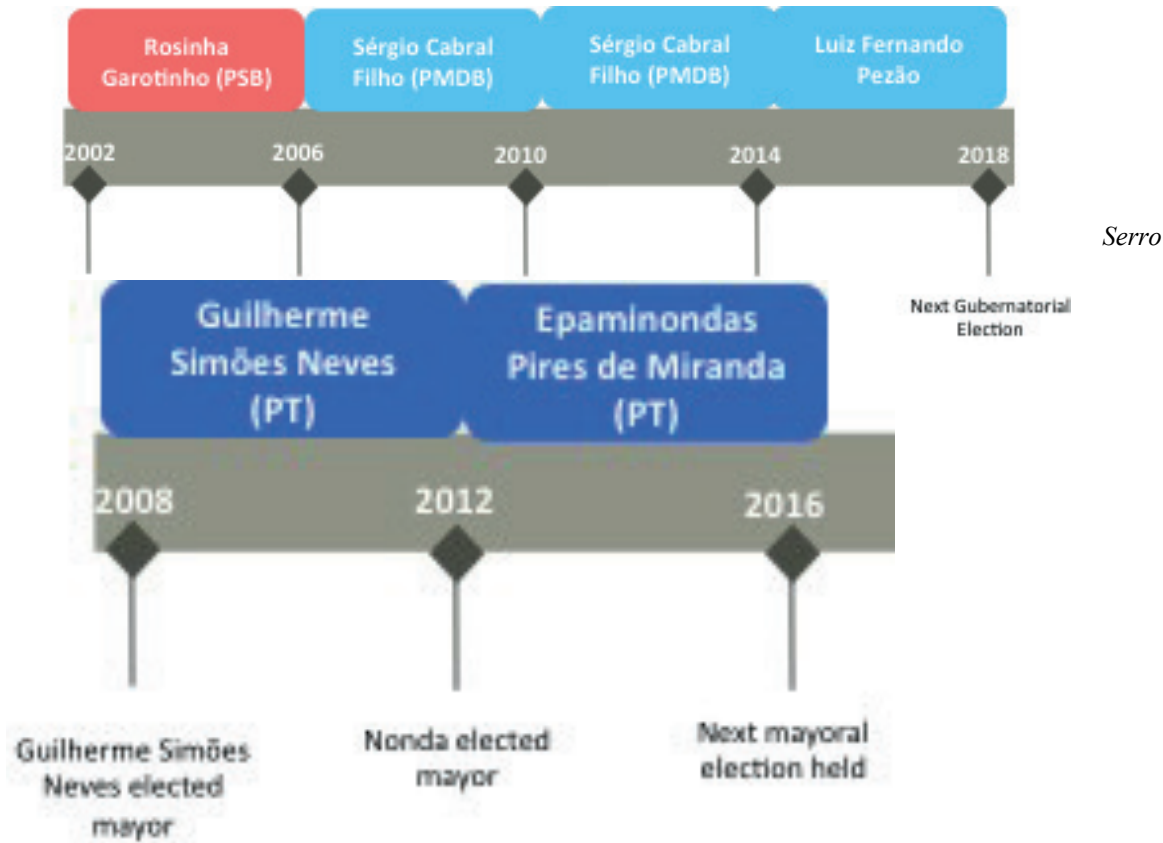 Rosinha
Garotinho (PSB)
Sérgio Cabral
Filho (PMDB)
Sérgio Cabral
Filho (PMDB)
Luiz Fernando
Pezão
2002
2006
2010
2014
2018
Serro
Next Gubernatorial
Election
Guilherme
Simões Neves
(PT)
Epaminondas
Pires de Miranda
(PT)
2008
2012
2016
Guilherme Simões
Neves elected
mayor
Nonda elected
mayor
Next mayoral
election held